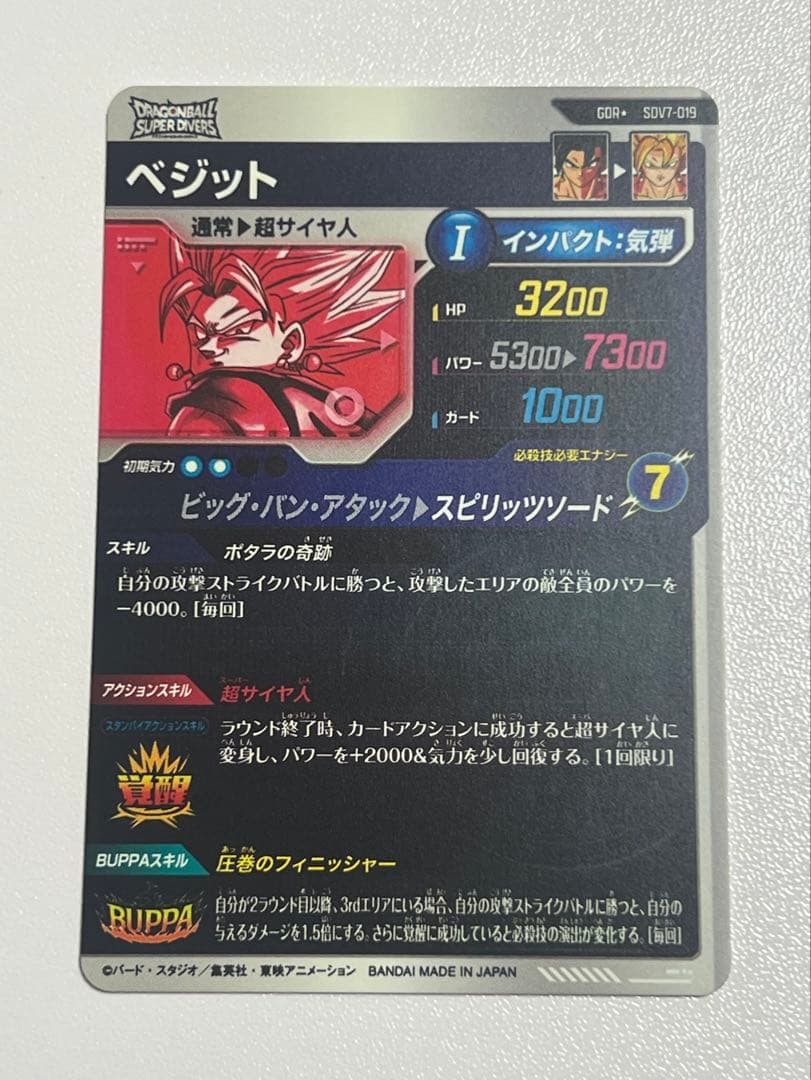 DRAGONBALL
SUPER DIVERS
GDR★ SDV7-019
ベジット
通常▶超サイヤ人
I インパクト:気弾
HP 3200
パワー 5300▶7300
ガード 1000
初期気力
必殺技必要エナジー
7
ビッグ・バン・アタック▶スピリッツソード
スキル ポタラの奇跡
自分の攻撃ストライクバトルに勝つと、攻撃したエリアの敵全員のパワーを
-4000。[毎回]
アクションスキル 超サイヤ人
スタンバイアクションスキル
ラウンド終了時、カードアクションに成功すると超サイヤ人に
変身し、パワーを+2000&気力を少し回復する。[1回限り]
覚醒
BUPPAスキル 圧巻のフィニッシャー
BUPPA
自分が2ラウンド目以降、3rdエリアにいる場合、自分の攻撃ストライクバトルに勝つと、自分の
与えるダメージを1.5倍にする。さらに覚醒に成功していると必殺技の演出が変化する。[毎回]
©バード・スタジオ/集英社・東映アニメーション BANDAI MADE IN JAPAN